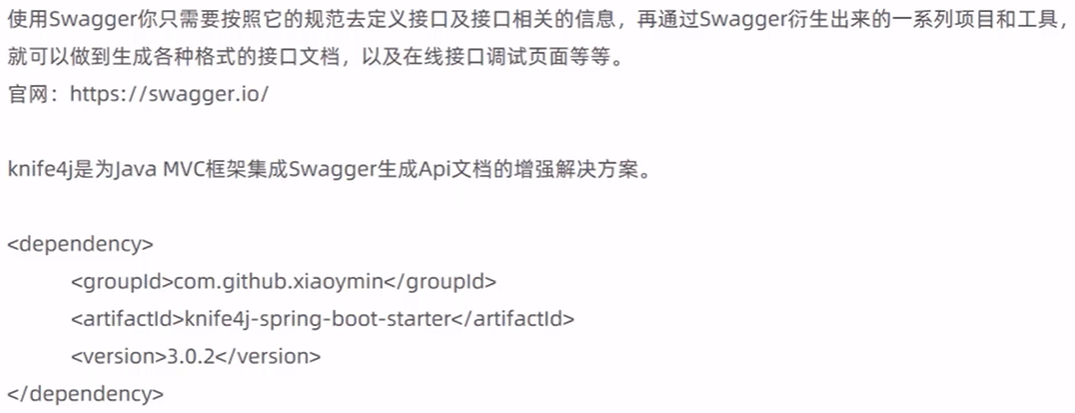 使用Swagger你只需要按照它的规范去定义接口及接口相关的信息，再通过Swagger衍生出来的一系列项目和工具，
就可以做到生成各种格式的接口文档，以及在线接口调试页面等等。
官网：https://swagger.io/
knife4j是为Java MVC框架集成Swagger生成Api文档的增强解决方案。
<dependency>
<groupId>com.github.xiaoymin</groupId>
<artifactId>knife4j-spring-boot-starter</artifactId>
<version>3.0.2</version>
</dependency>